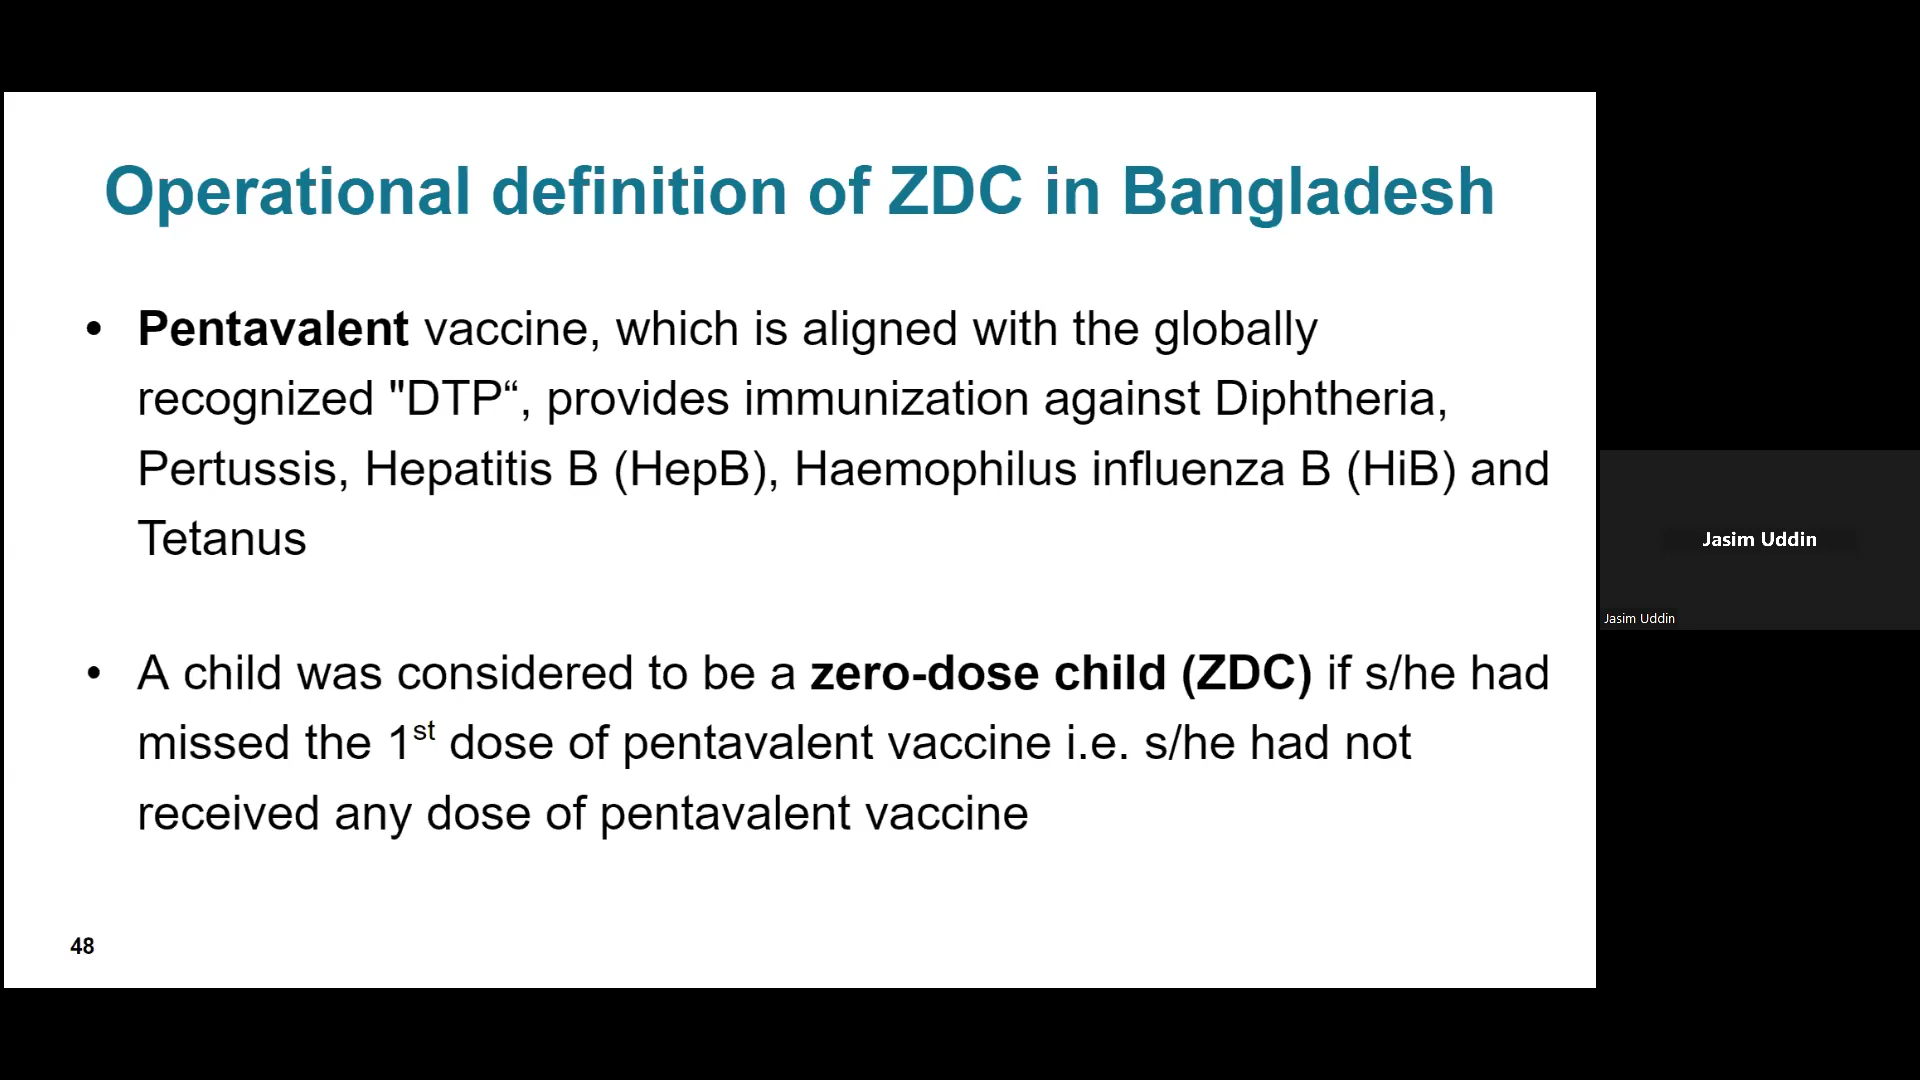 Operational definition of ZDC in Bangladesh
• Pentavalent vaccine, which is aligned with the globally
recognized "DTP“, provides immunization against Diphtheria,
Pertussis, Hepatitis B (HepB), Haemophilus influenza B (HiB) and
Tetanus
• A child was considered to be a zero-dose child (ZDC) if s/he had
missed the 1st dose of pentavalent vaccine i.e. s/he had not
received any dose of pentavalent vaccine
48
Jasim Uddin
Jasim Uddin